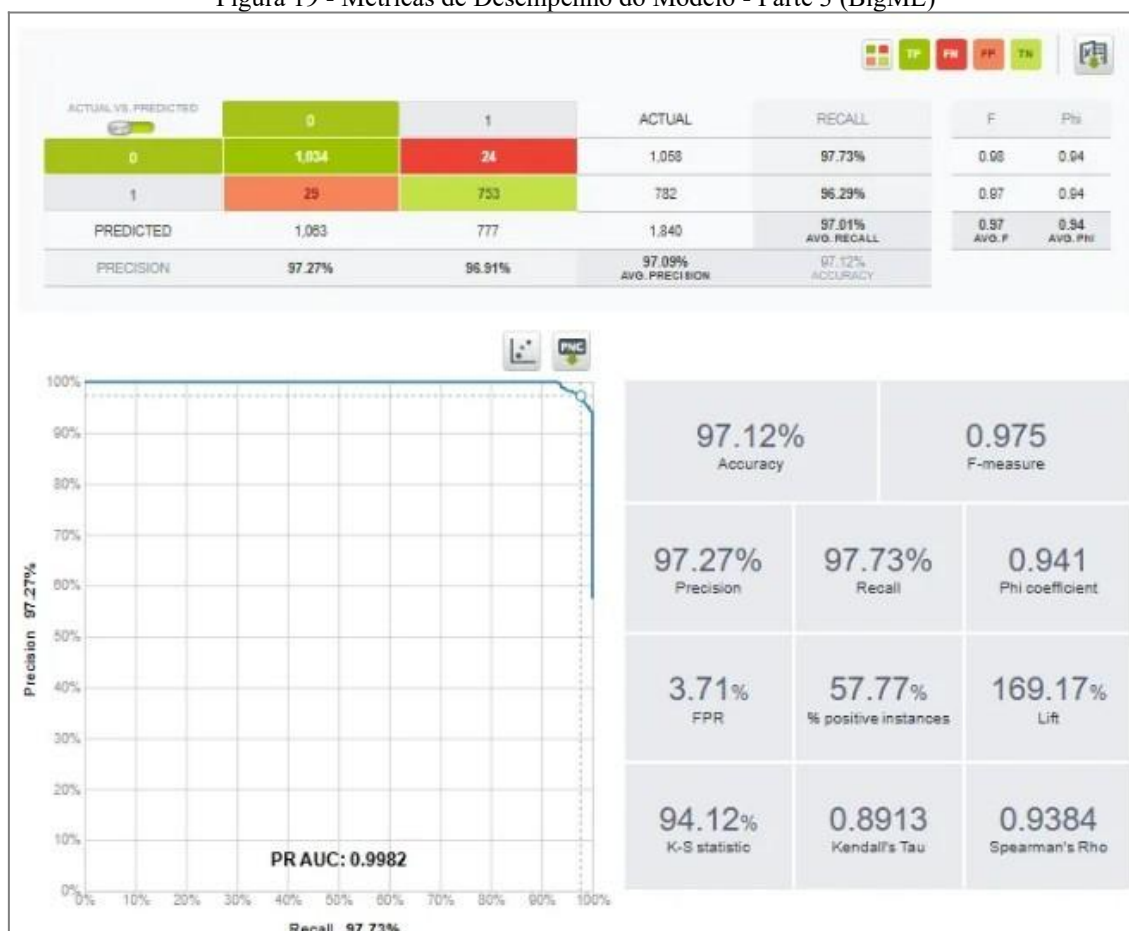 Figura 19 - Métricas de Desempenho do Modelo - Parte 3 (BigML)
TP FN FP TN
ACTUAL VS. PREDICTED 0 1 ACTUAL RECALL F Phi
0 1,034 24 1,058 97.73% 0.98 0.94
1 29 753 782 96.29% 0.97 0.94
PREDICTED 1,063 777 1,840 97.01% 0.97 0.94
AVG. RECALL AVG. F AVG. PHI
PRECISION 97.27% 96.91% 97.09% 97.12%
AVG. PRECISION ACCURACY
PNG
100%
90%
80%
70%
60%
50%
40%
30%
20%
10%
0%
Precision 97.27%
PR AUC: 0.9982
0% 10% 20% 30% 40% 50% 60% 70% 80% 90% 100%
Recall 97.73%
97.12% 0.975
Accuracy F-measure
97.27% 97.73% 0.941
Precision Recall Phi coefficient
3.71% 57.77% 169.17%
FPR % positive instances Lift
94.12% 0.8913 0.9384
K-S statistic Kendall's Tau Spearman's Rho